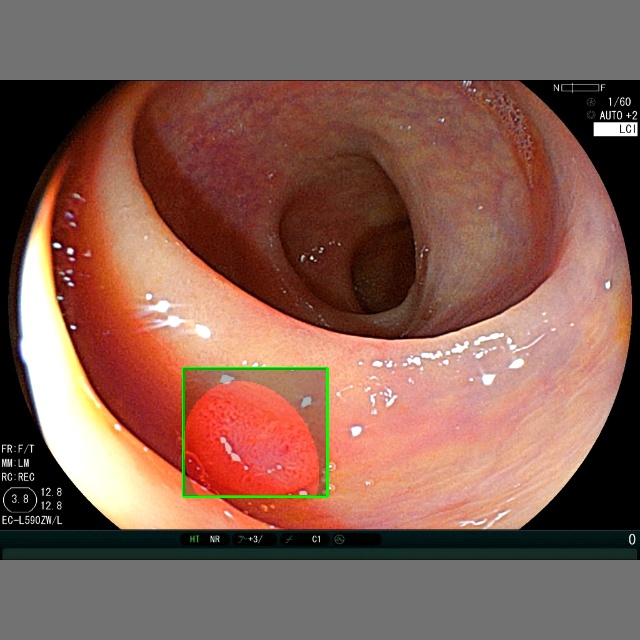 N F
1/60
AUTO +2
LCI
FR:F/T
MM:LM
RC:REC
3.8 12.8
12.8
EC-L590ZW/L
HT NR +3/ C1 0